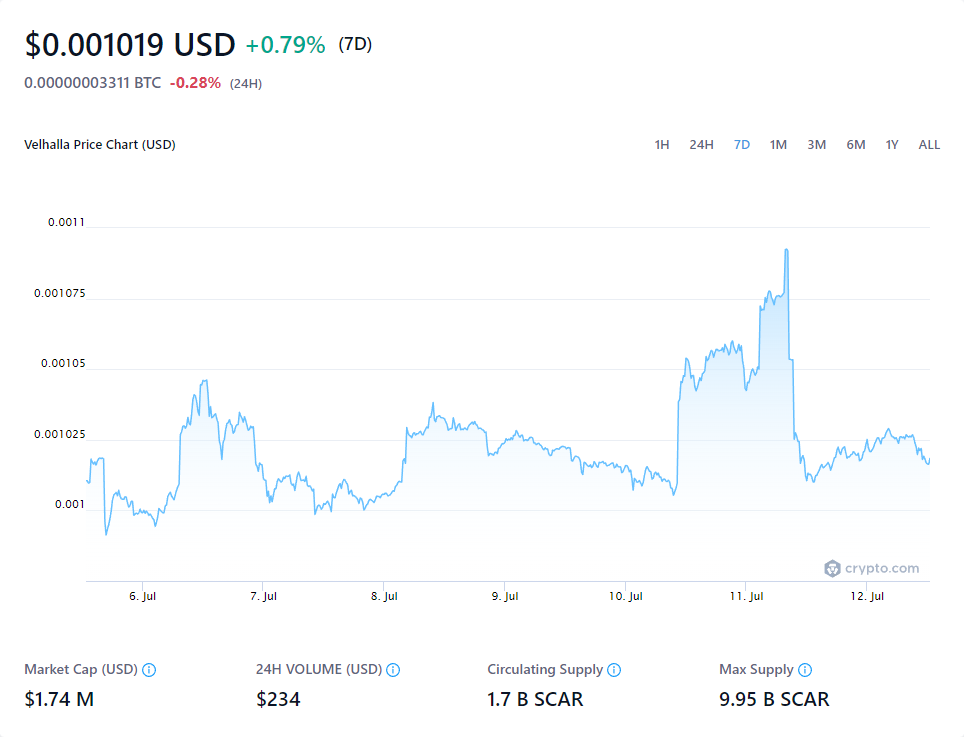 $0.001019 USD +0.79% (7D)
0.00000003311 BTC -0.28% (24H)
Velhalla Price Chart (USD) 1H 24H 7D 1M 3M 6M 1Y ALL
0.0011
0.001075
0.00105
0.001025
0.001
crypto.com
6. Jul 7. Jul 8. Jul 9. Jul 10. Jul 11. Jul 12. Jul
Market Cap (USD) 24H VOLUME (USD) Circulating Supply Max Supply
$1.74 M $234 1.7 B SCAR 9.95 B SCAR